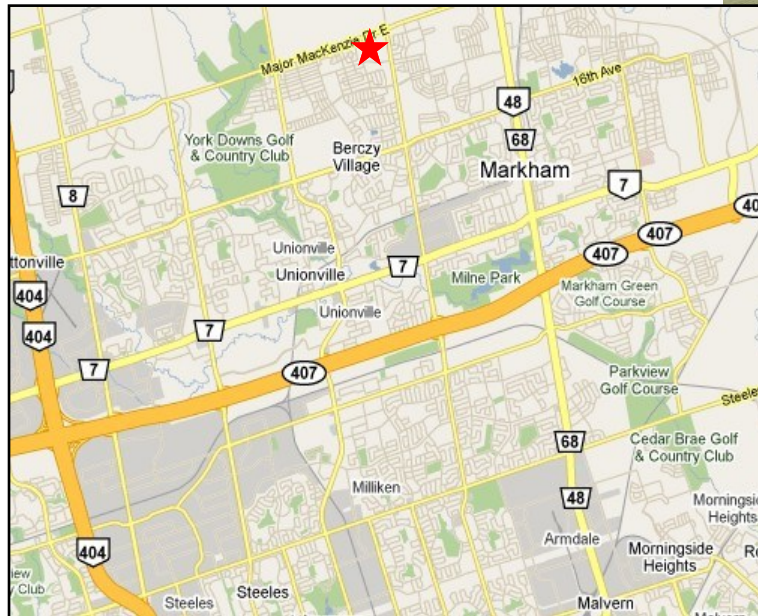 Major MacKenzie Dr E
16th Ave
48
68
York Downs Golf
& Country Club
Berczy
Village
Markham
7
8
407
407
Unionville
Unionville
7
Milne Park
ttonville
404
Markham Green
Golf Course
Unionville
404
7
7
407
Parkview
Golf Course
Steeles
68
Cedar Brae Golf
& Country Club
Milliken
48
Morningside
Heights
Armdale
404
Morningside
Heights
iew
y Club
Steeles
Steeles
Malvern